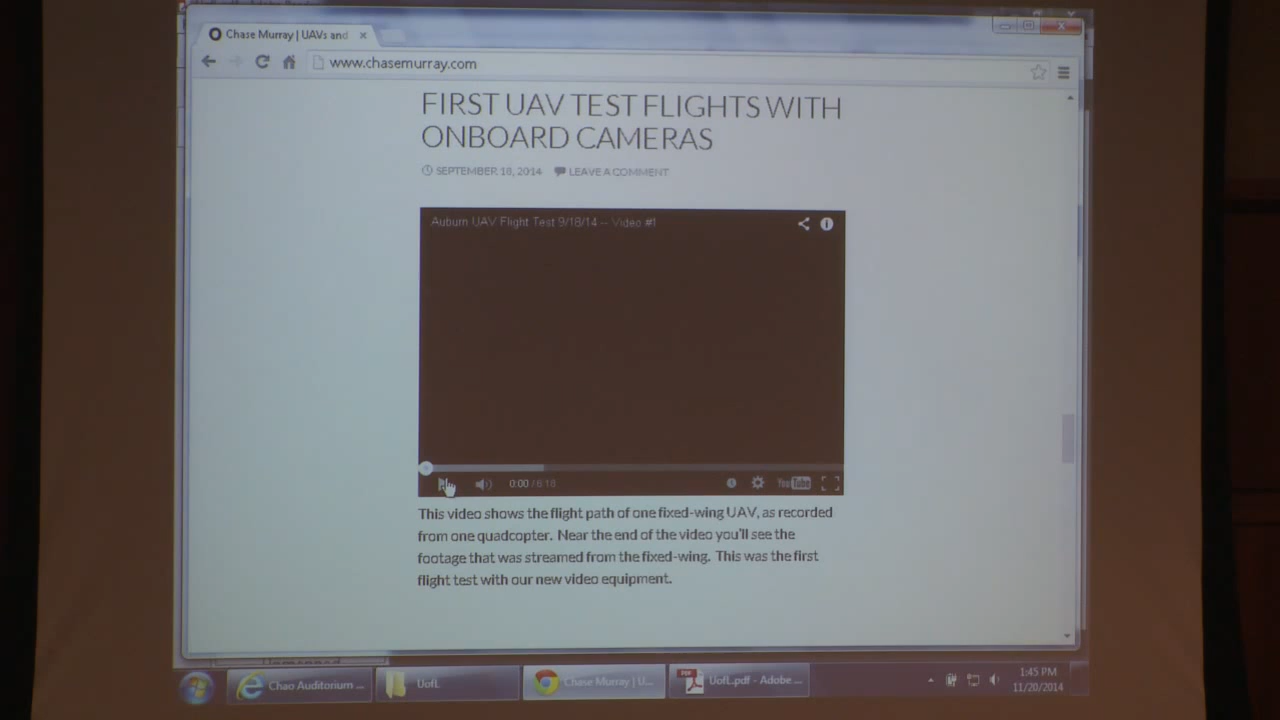 Chase Murray | UAVs and
www.chasemurray.com
FIRST UAV TEST FLIGHTS WITH
ONBOARD CAMERAS
SEPTEMBER 18, 2014 LEAVE A COMMENT
Auburn UAV Flight Test 9/18/14 -- Video #1
0:00 / 6:18
YouTube
This video shows the flight path of one fixed-wing UAV, as recorded
from one quadcopter. Near the end of the video you'll see the
footage that was streamed from the fixed-wing. This was the first
flight test with our new video equipment.
Chao Auditorium ...
UofL
Chase Murray | U...
PDF
UofL.pdf - Adobe ...
1:45 PM
11/20/2014